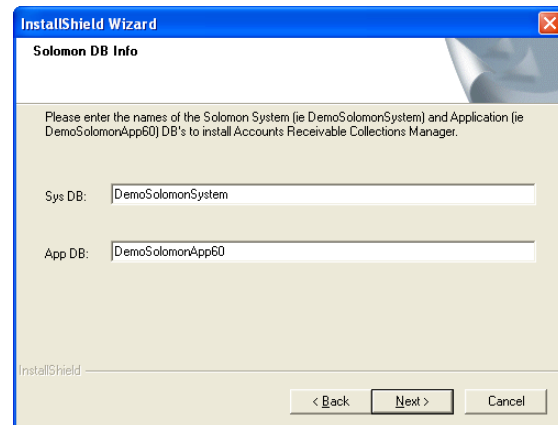 InstallShield Wizard
Solomon DB Info
Please enter the names of the Solomon System (ie DemoSolomonSystem) and Application (ie
DemoSolomonApp60) DB's to install Accounts Receivable Collections Manager.
Sys DB: DemoSolomonSystem
App DB: DemoSolomonApp60
InstallShield
< Back Next > Cancel